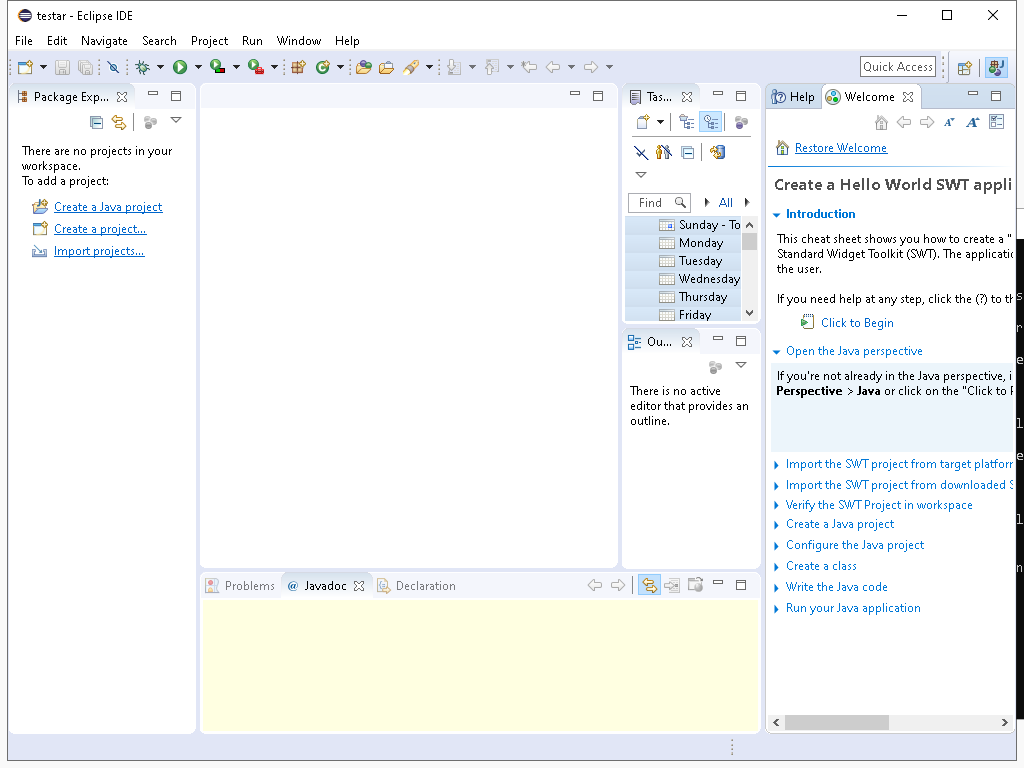 testar - Eclipse IDE
File Edit Navigate Search Project Run Window Help
Quick Access
Package Exp...
There are no projects in your
workspace.
To add a project:
Create a Java project
Create a project...
Import projects...
Tas...
Find
All
Sunday - To
Monday
Tuesday
Wednesday
Thursday
Friday
Ou...
There is no active
editor that provides an
outline.
Problems @ Javadoc Declaration
Help Welcome
Restore Welcome
Create a Hello World SWT appli
Introduction
This cheat sheet shows you how to create a "
Standard Widget Toolkit (SWT). The applicatio
the user.
If you need help at any step, click the (?) to th
Click to Begin
Open the Java perspective
If you're not already in the Java perspective, i
Perspective > Java or click on the "Click to P
Import the SWT project from target platform
Import the SWT project from downloaded S
Verify the SWT Project in workspace
Create a Java project
Configure the Java project
Create a class
Write the Java code
Run your Java application